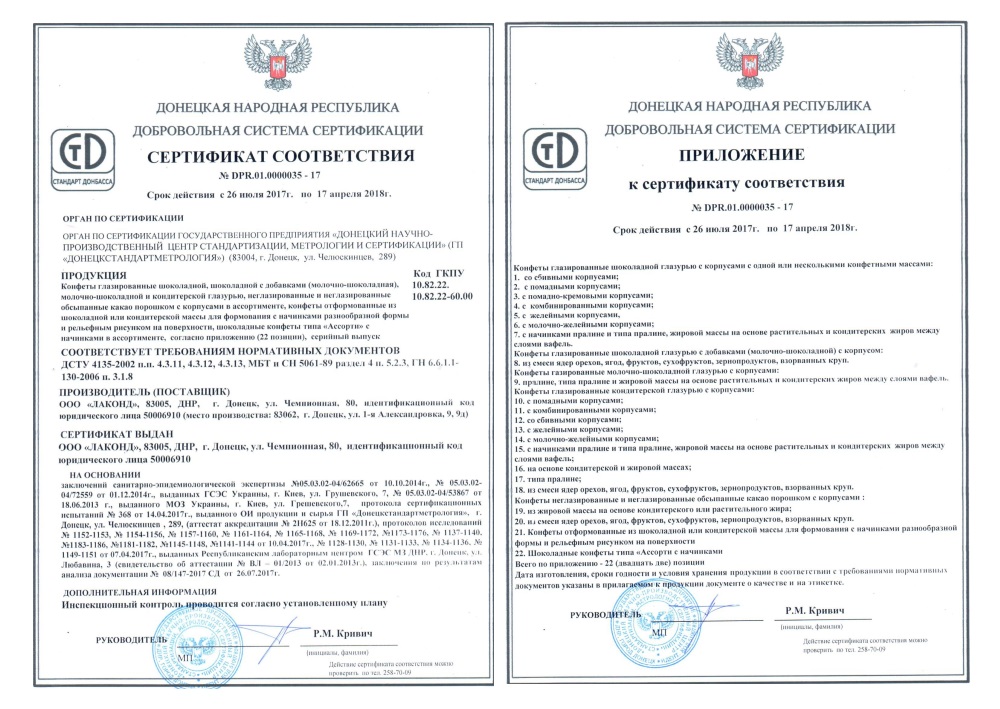 ДОНЕЦКАЯ НАРОДНАЯ РЕСПУБЛИКА
ДОБРОВОЛЬНАЯ СИСТЕМА СЕРТИФИКАЦИИ
СТАНДАРТ ДОНБАССА
СЕРТИФИКАТ СООТВЕТСТВИЯ
№ DPR.01.0000035 - 17
Срок действия с 26 июля 2017г. по 17 апреля 2018г.
ОРГАН ПО СЕРТИФИКАЦИИ
ОРГАН ПО СЕРТИФИКАЦИИ ГОСУДАРСТВЕННОГО ПРЕДПРИЯТИЯ «ДОНЕЦКИЙ НАУЧНО-
ПРОИЗВОДСТВЕННЫЙ ЦЕНТР СТАНДАРТИЗАЦИИ, МЕТРОЛОГИИ И СЕРТИФИКАЦИИ» (ГП
«ДОНЕЦКСТАНДАРТМЕТРОЛОГИЯ») (83004, г. Донецк, ул. Челюскинцев, 289)
ПРОДУКЦИЯ
Код ГКПУ
Конфеты глазированные шоколадной, шоколадной с добавками (молочно-шоколадная), 10.82.22.
молочно-шоколадной и кондитерской глазурью, неглазированные и неглазированные 10.82.22-60.00
обсыпанные какао порошком с корпусами в ассортименте, конфеты отформованные из
шоколадной или кондитерской массы для формования с начинками разнообразной формы
и рельефным рисунком на поверхности, шоколадные конфеты типа «Ассорти» с
начинками в ассортименте, согласно приложению (22 позиции), серийный выпуск
СООТВЕТСТВУЕТ ТРЕБОВАНИЯМ НОРМАТИВНЫХ ДОКУМЕНТОВ
ДСТУ 4135-2002 п.п. 4.3.11, 4.3.12, 4.3.13, МБТ и СН 5061-89 раздел 4 п. 5.2.3, ГН 6.6.1.1-
130-2006 п. 3.1.8
ПРОИЗВОДИТЕЛЬ (ПОСТАВЩИК)
ООО «ЛАКОНД», 83005, ДНР, г. Донецк, ул. Чемпионная, 80, идентификационный код
юридического лица 50006910 (место производства: 83062, г. Донецк, ул. 1-я Александровка, 9, 9д)
СЕРТИФИКАТ ВЫДАН
ООО «ЛАКОНД», 83005, ДНР, г. Донецк, ул. Чемпионная, 80, идентификационный код
юридического лица 50006910
НА ОСНОВАНИИ
заключений санитарно-эпидемиологической экспертизы №05.03.02-04/62665 от 10.10.2014г., № 05.03.02-
04/72559 от 01.12.2014г., выданных ГСЭС Украины, г. Киев, ул. Грушевского, 7, № 05.03.02-04/53867 от
18.06.2013 г., выданного МОЗ Украины, г. Киев, ул. Грушевского,7, протокола сертификационных
испытаний № 368 от 14.04.2017г., выданного ОИ продукции и сырья ГП «Донецкстандартметрология», г.
Донецк, ул. Челюскинцев , 289, (аттестат аккредитации № 2Н625 от 18.12.2011г.), протоколов исследований
№ 1152-1153, № 1154-1156, № 1157-1160, № 1161-1164, № 1165-1168, № 1169-1172, №1173-1176, № 1137-1140,
№1183-1186, №1181-1182, №1145-1148, №1141-1144 от 10.04.2017г., № 1128-1130, № 1131-1133, № 1134-1136, №
1149-1151 от 07.04.2017г., выданных Республиканским лабораторным центром ГСЭС МЗ ДНР, г. Донецк, ул.
Любавина, 3 (свидетельство об аттестации № ВЛ – 01/2013 от 02.01.2013г.), заключения по результатам
анализа документации № 08/147-2017 СД от 26.07.2017г.
ДОПОЛНИТЕЛЬНАЯ ИНФОРМАЦИЯ
Инспекционный контроль проводится согласно установленному плану
РУКОВОДИТЕЛЬ
Р.М. Кривич
МП
(инициалы, фамилия)
Действие сертификата соответствия можно
проверить по тел. 258-70-09
ДОНЕЦКАЯ НАРОДНАЯ РЕСПУБЛИКА
ДОБРОВОЛЬНАЯ СИСТЕМА СЕРТИФИКАЦИИ
СТАНДАРТ ДОНБАССА
ПРИЛОЖЕНИЕ
к сертификату соответствия
№ DPR.01.0000035 - 17
Срок действия с 26 июля 2017г. по 17 апреля 2018г.
Конфеты глазированные шоколадной глазурью с корпусами с одной или несколькими конфетными массами:
1. со сбивными корпусами;
2. с помадными корпусами;
3. с помадно-кремовыми корпусами;
4. с комбинированными корпусами;
5. с желейными, корпусами,
6. с молочно-желейными корпусами;
7. с начинками пралине и типа пралине, жировой массы на основе растительных и кондитерских жиров между
слоями вафель.
Конфеты глазированные шоколадной глазурью с добавками (молочно-шоколадной) с корпусом:
8. из смеси ядер орехов, ягод, фруктов, сухофруктов, зернопродуктов, взорванных круп.
Конфеты газированные молочно-шоколадной глазурью с корпусами:
9. пралине, типа пралине и жировой массы на основе растительных и кондитерских жиров между слоями вафель.
Конфеты глазированные кондитерской глазурью с корпусами:
10. с помадными корпусами;
11. с комбинированными корпусами;
12. со сбивными корпусами;
13. с желейными корпусами;
14. с молочно-желейными корпусами;
15. с начинками пралине и типа пралине, жировой массы на основе растительных и кондитерских жиров между
слоями вафель;
16. на основе кондитерской и жировой массах;
17. типа пралине;
18. из смеси ядер орехов, ягод, фруктов, сухофруктов, зернопродуктов, взорванных круп.
Конфеты неглазированные и неглазированные обсыпанные какао порошком с корпусами :
19. из жировой массы на основе кондитерского или растительного жира;
20. из смеси ядер орехов, ягод, фруктов, сухофруктов, зернопродуктов, взорванных круп.
21. Конфеты отформованные из шоколадной или кондитерской массы для формования с начинками разнообразной
формы и рельефным рисунком на поверхности
22. Шоколадные конфеты типа «Ассорти с начинками
Всего по приложению - 22 (двадцать две) позиции
Дата изготовления, сроки годности и условия хранения продукции в соответствии с требованиями нормативных
документов указаны в прилагаемом к продукции документе о качестве и на этикетке.
РУКОВОДИТЕЛЬ
Р.М. Кривич
МП
(инициалы, фамилия)
Действие сертификата соответствия можно
проверить по тел. 258-70-09